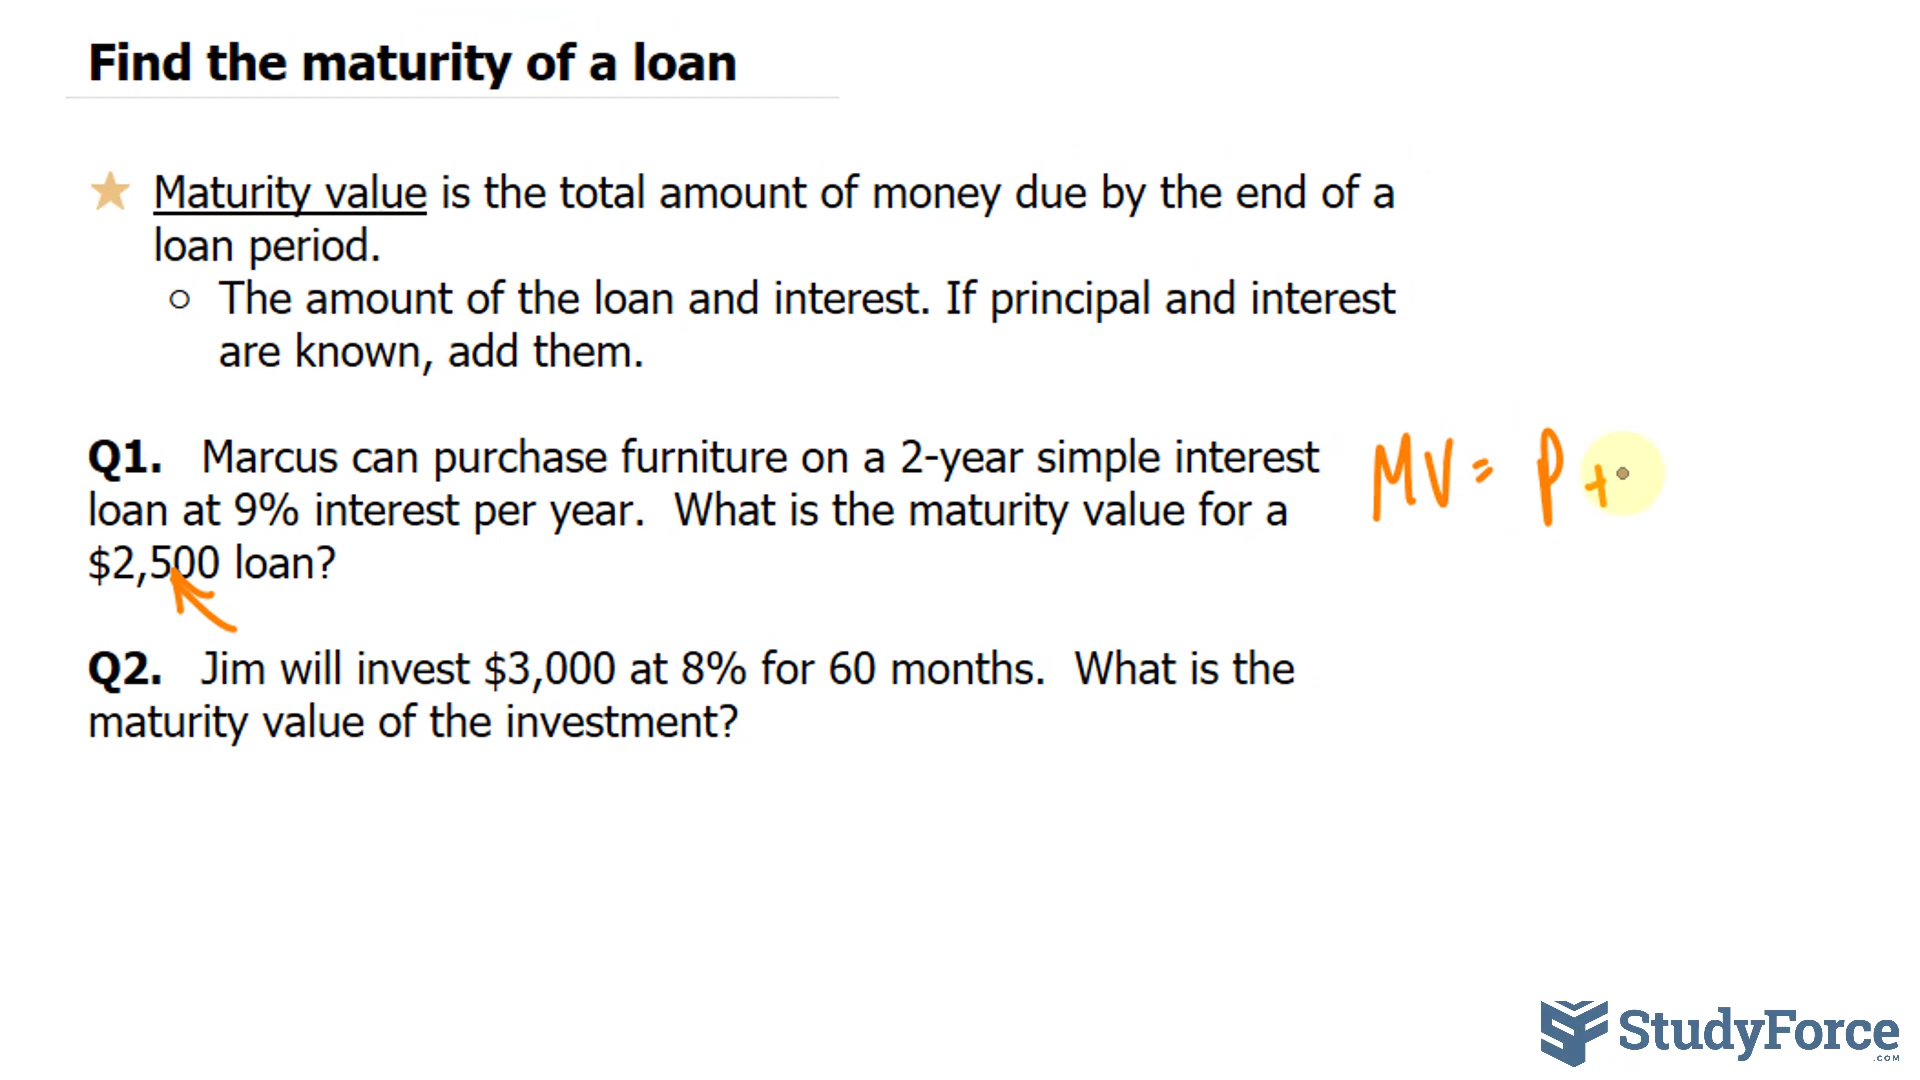 Find the maturity of a loan
Maturity value is the total amount of money due by the end of a
loan period.
The amount of the loan and interest. If principal and interest
are known, add them.
Q1. Marcus can purchase furniture on a 2-year simple interest
loan at 9% interest per year. What is the maturity value for a
$2,500 loan?
MV = P +
Q2. Jim will invest $3,000 at 8% for 60 months. What is the
maturity value of the investment?
StudyForce
.COM